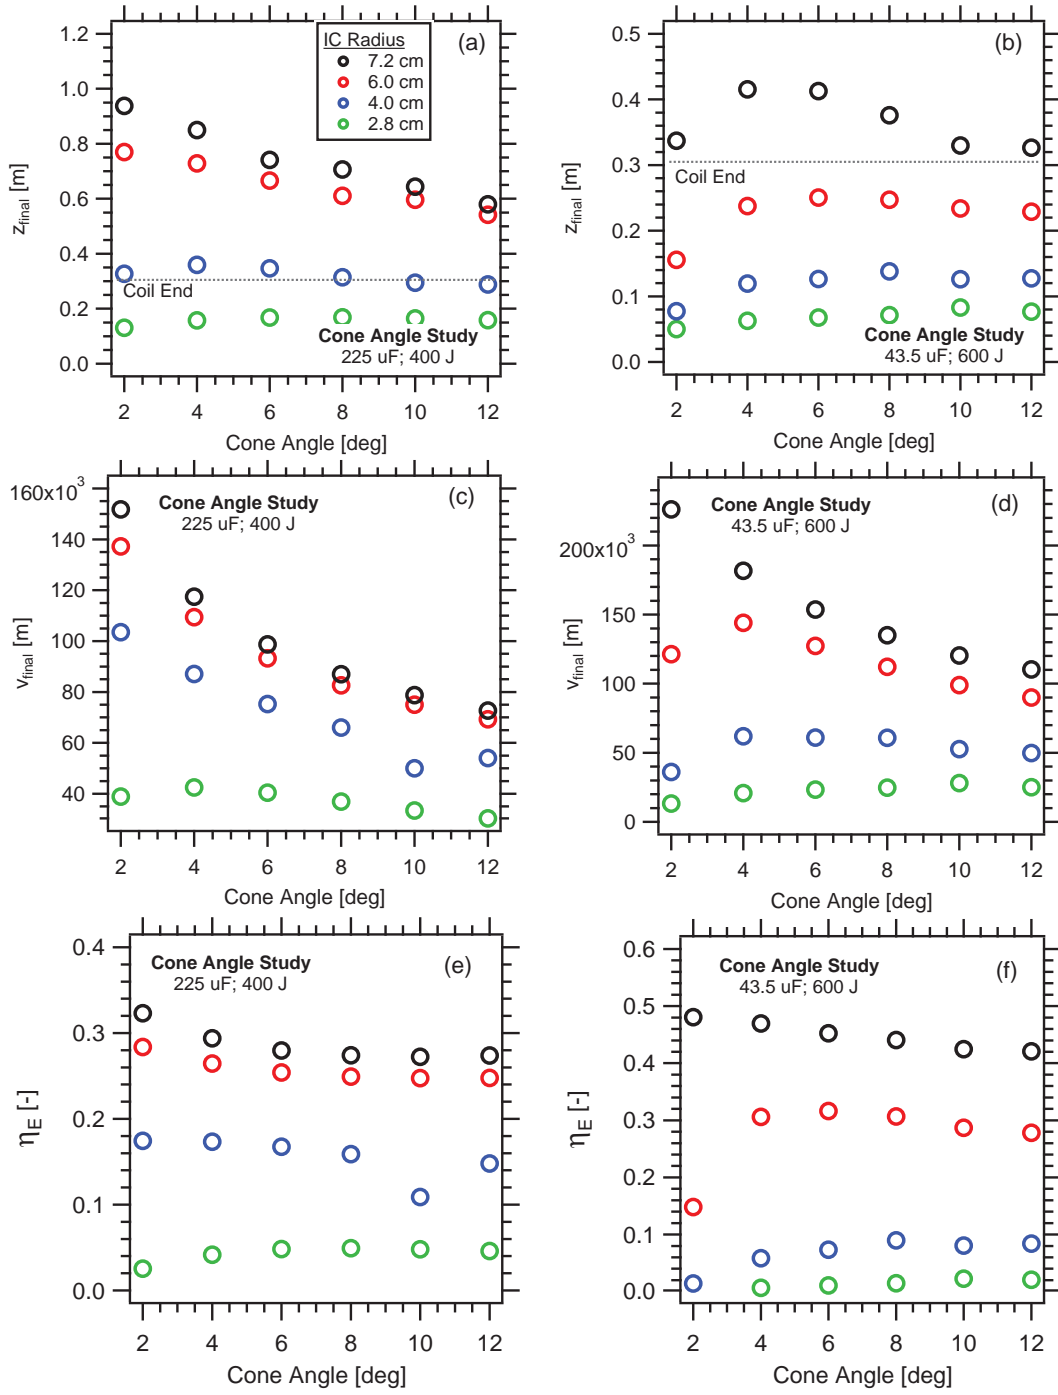 (a)
IC Radius
7.2 cm
6.0 cm
4.0 cm
2.8 cm
1.2
1.0
0.8
0.6
0.4
0.2
0.0
z_final [m]
Coil End
Cone Angle Study
225 uF; 400 J
2 4 6 8 10 12
Cone Angle [deg]
(b)
0.5
0.4
0.3
0.2
0.1
0.0
z_final [m]
Coil End
Cone Angle Study
43.5 uF; 600 J
2 4 6 8 10 12
Cone Angle [deg]
(c)
Cone Angle Study
225 uF; 400 J
160x10³
140
120
100
80
60
40
v_final [m]
2 4 6 8 10 12
Cone Angle [deg]
(d)
Cone Angle Study
43.5 uF; 600 J
200x10³
150
100
50
0
v_final [m]
2 4 6 8 10 12
Cone Angle [deg]
(e)
Cone Angle Study
225 uF; 400 J
0.4
0.3
0.2
0.1
0.0
η_E [-]
2 4 6 8 10 12
Cone Angle [deg]
(f)
Cone Angle Study
43.5 uF; 600 J
0.6
0.5
0.4
0.3
0.2
0.1
0.0
η_E [-]
2 4 6 8 10 12
Cone Angle [deg]